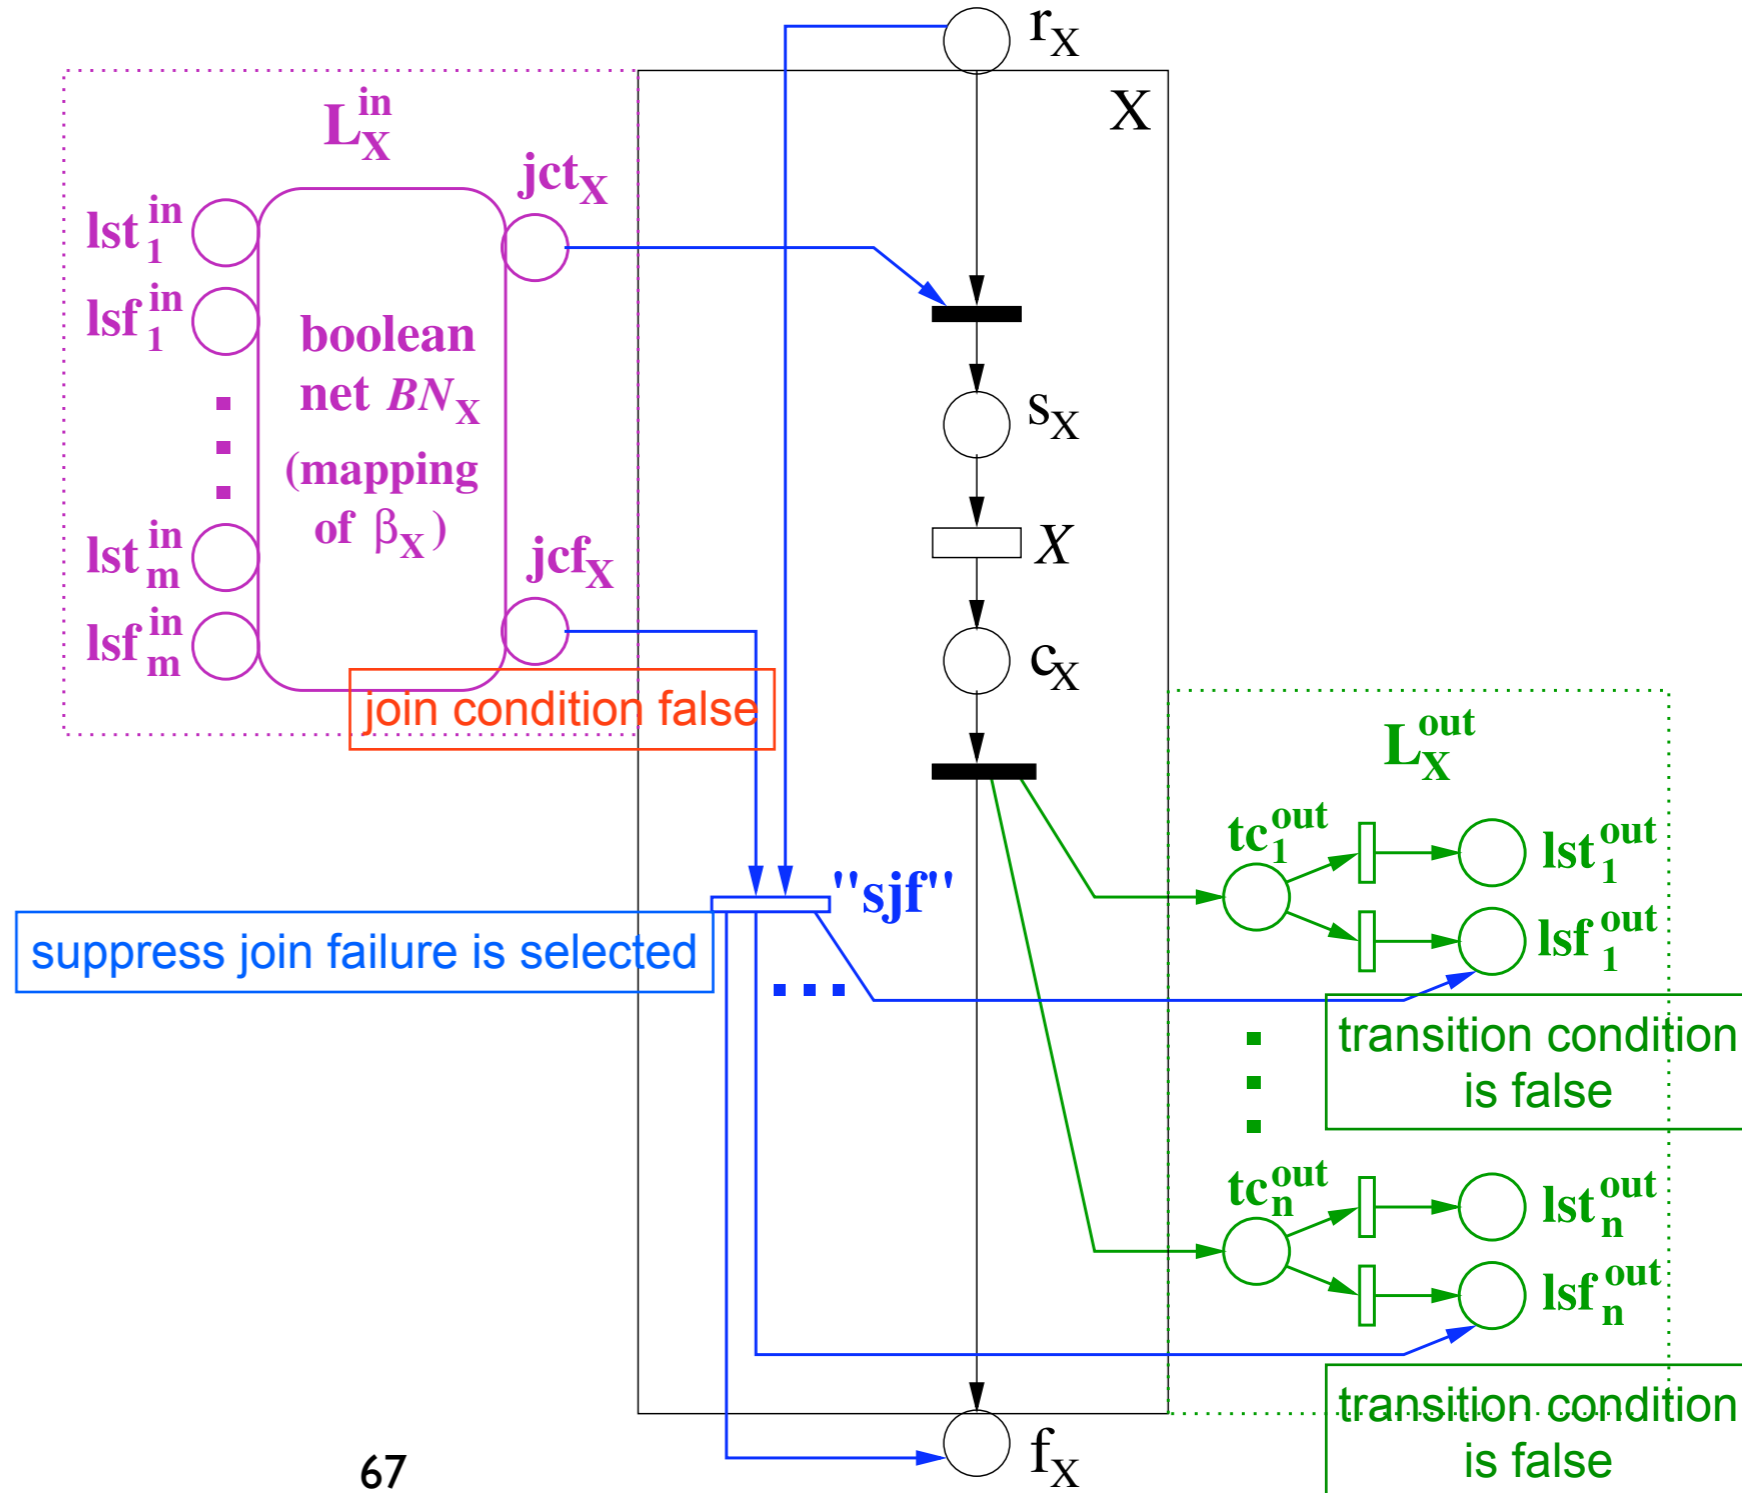 r_X
X
L_X^in
jct_X
lst_1^in
lsf_1^in
boolean
net BN_X
(mapping
of β_X)
s_X
X
lst_m^in
lsf_m^in
jcf_X
c_X
join condition false
L_X^out
tc_1^out
lst_1^out
lsf_1^out
"sjf"
suppress join failure is selected
transition condition
is false
tc_n^out
lst_n^out
lsf_n^out
transition condition
is false
f_X
67